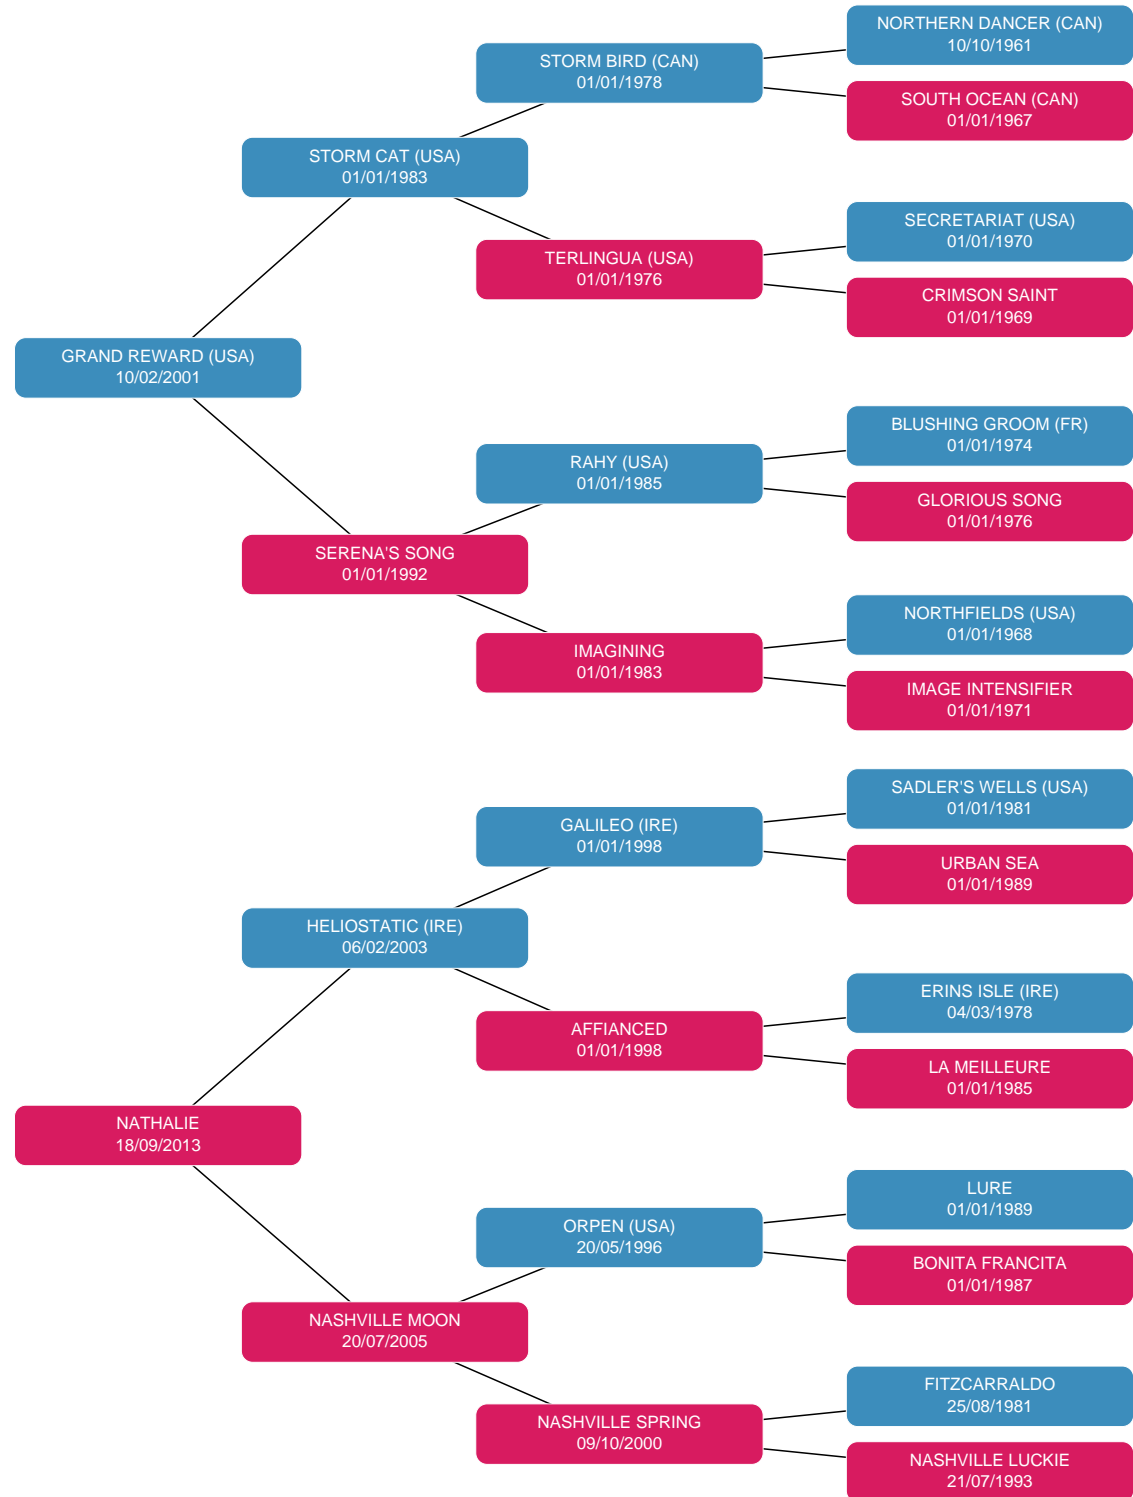 NORTHERN DANCER (CAN)
10/10/1961
STORM BIRD (CAN)
01/01/1978
SOUTH OCEAN (CAN)
01/01/1967
STORM CAT (USA)
01/01/1983
SECRETARIAT (USA)
01/01/1970
TERLINGUA (USA)
01/01/1976
CRIMSON SAINT
01/01/1969
GRAND REWARD (USA)
10/02/2001
BLUSHING GROOM (FR)
01/01/1974
RAHY (USA)
01/01/1985
GLORIOUS SONG
01/01/1976
SERENA'S SONG
01/01/1992
NORTHFIELDS (USA)
01/01/1968
IMAGINING
01/01/1983
IMAGE INTENSIFIER
01/01/1971
SADLER'S WELLS (USA)
01/01/1981
GALILEO (IRE)
01/01/1998
URBAN SEA
01/01/1989
HELIOSTATIC (IRE)
06/02/2003
ERINS ISLE (IRE)
04/03/1978
AFFIANCED
01/01/1998
LA MEILLEURE
01/01/1985
NATHALIE
18/09/2013
LURE
01/01/1989
ORPEN (USA)
20/05/1996
BONITA FRANCITA
01/01/1987
NASHVILLE MOON
20/07/2005
FITZCARRALDO
25/08/1981
NASHVILLE SPRING
09/10/2000
NASHVILLE LUCKIE
21/07/1993